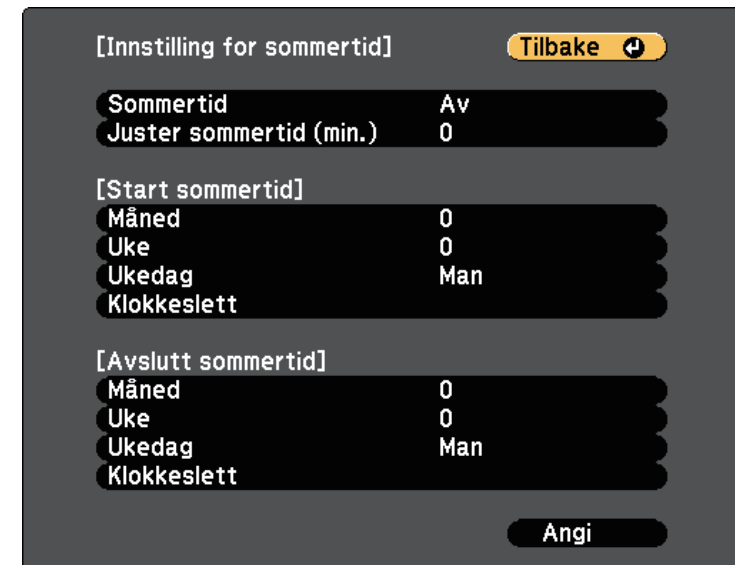 [Innstilling for sommertid] Tilbake
Sommertid Av
Juster sommertid (min.) 0
[Start sommertid]
Måned 0
Uke 0
Ukedag Man
Klokkeslett
[Avslutt sommertid]
Måned 0
Uke 0
Ukedag Man
Klokkeslett
Angi